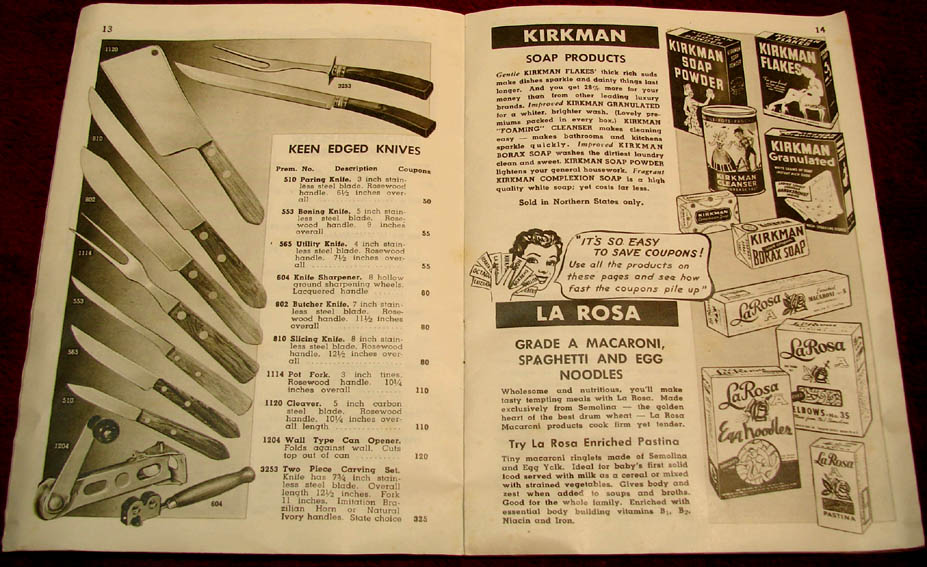 13
1120
3253
810
802
1114
553
565
510
1204
604
KEEN EDGED KNIVES
Prem. No. Description Coupons
510 Paring Knife. 3 inch stain-
less steel blade. Rosewood
handle. 6½ inches over-
all 50
553 Boning Knife. 5 inch stain-
less steel blade. Rose-
wood handle. 9 inches
overall 55
565 Utility Knife. 4 inch stain-
less steel blade. Rosewood
handle. 7½ inches over-
all 55
604 Knife Sharpener. 8 hollow
ground sharpening wheels.
Lacquered handle 60
802 Butcher Knife. 7 inch stain-
less steel blade. Rose-
wood handle. 11½ inches
overall 80
810 Slicing Knife. 8 inch stain-
less steel blade. Rosewood
handle. 12½ inches over-
all 80
1114 Pot Fork. 3 inch tines.
Rosewood handle. 10¼
inches overall 110
1120 Cleaver. 5 inch carbon
steel blade. Rosewood
handle. 10¼ inches over-
all length 110
1204 Wall Type Can Opener.
Folds against wall. Cuts
top out of can 120
3253 Two Piece Carving Set.
Knife has 7¾ inch stain-
less steel blade. Overall
length 12½ inches. Fork
11 inches. Imitation Bra-
zilian Horn or Natural
Ivory handles. State choice 325
14
KIRKMAN
SOAP PRODUCTS
Gentle KIRKMAN FLAKES' thick rich suds
make dishes sparkle and dainty things last
longer. And you get 28% more for your
money than from other leading luxury
brands. Improved KIRKMAN GRANULATED
for a whiter, brighter wash. (Lovely pre-
miums packed in every box.) KIRKMAN
"FOAMING" CLEANSER makes cleaning
easy — makes bathrooms and kitchens
sparkle quickly. Improved KIRKMAN
BORAX SOAP washes the dirtiest laundry
clean and sweet. KIRKMAN SOAP POWDER
lightens your general housework. Fragrant
KIRKMAN COMPLEXION SOAP is a high
quality white soap; yet costs far less.
Sold in Northern States only.
KIRKMAN
SOAP
POWDER
KIRKMAN
FLAKES
KIRKMAN
CLEANSER
KIRKMAN
Granulated
KIRKMAN
KIRKMAN
BORAX SOAP
OCTAGON
"IT'S SO EASY
TO SAVE COUPONS!
Use all the products on
these pages and see how
fast the coupons pile up"
LA ROSA
GRADE A MACARONI,
SPAGHETTI AND EGG
NOODLES
Wholesome and nutritious, you'll make
tasty tempting meals with La Rosa. Made
exclusively from Semolina — the golden
heart of the best drum wheat — La Rosa
Macaroni products cook firm yet tender.
Try La Rosa Enriched Pastina
Tiny macaroni ringlets made of Semolina
and Egg Yolk. Ideal for baby's first solid
food served with milk as a cereal or mixed
with strained vegetables. Gives body and
zest when added to soups and broths.
Good for the whole family. Enriched with
essential body building vitamins B₁, B₂,
Niacin and Iron.
LaRosa
MACARONI
LaRosa
ELBOWS No. 35
LaRosa
Egg Noodles
LaRosa
PASTINA